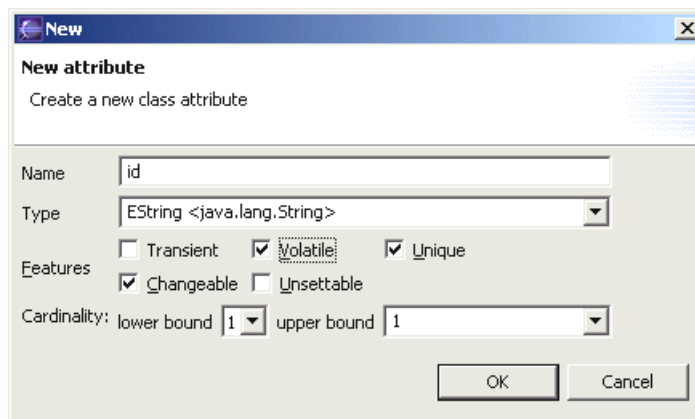 New
New attribute
Create a new class attribute
Name id
Type EString <java.lang.String>
Features Transient Volatile Unique
Changeable Unsettable
Cardinality: lower bound 1 upper bound 1
OK Cancel